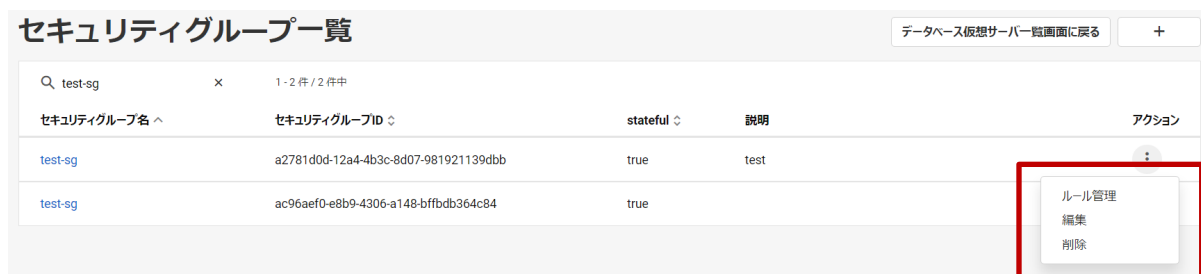 セキュリティグループ一覧
データベース仮想サーバー一覧画面に戻る
+
test-sg × 1 - 2 件 / 2 件中
セキュリティグループ名 セキュリティグループID stateful 説明 アクション
test-sg a2781d0d-12a4-4b3c-8d07-981921139dbb true test
test-sg ac96aef0-e8b9-4306-a148-bffbdb364c84 true
ルール管理
編集
削除